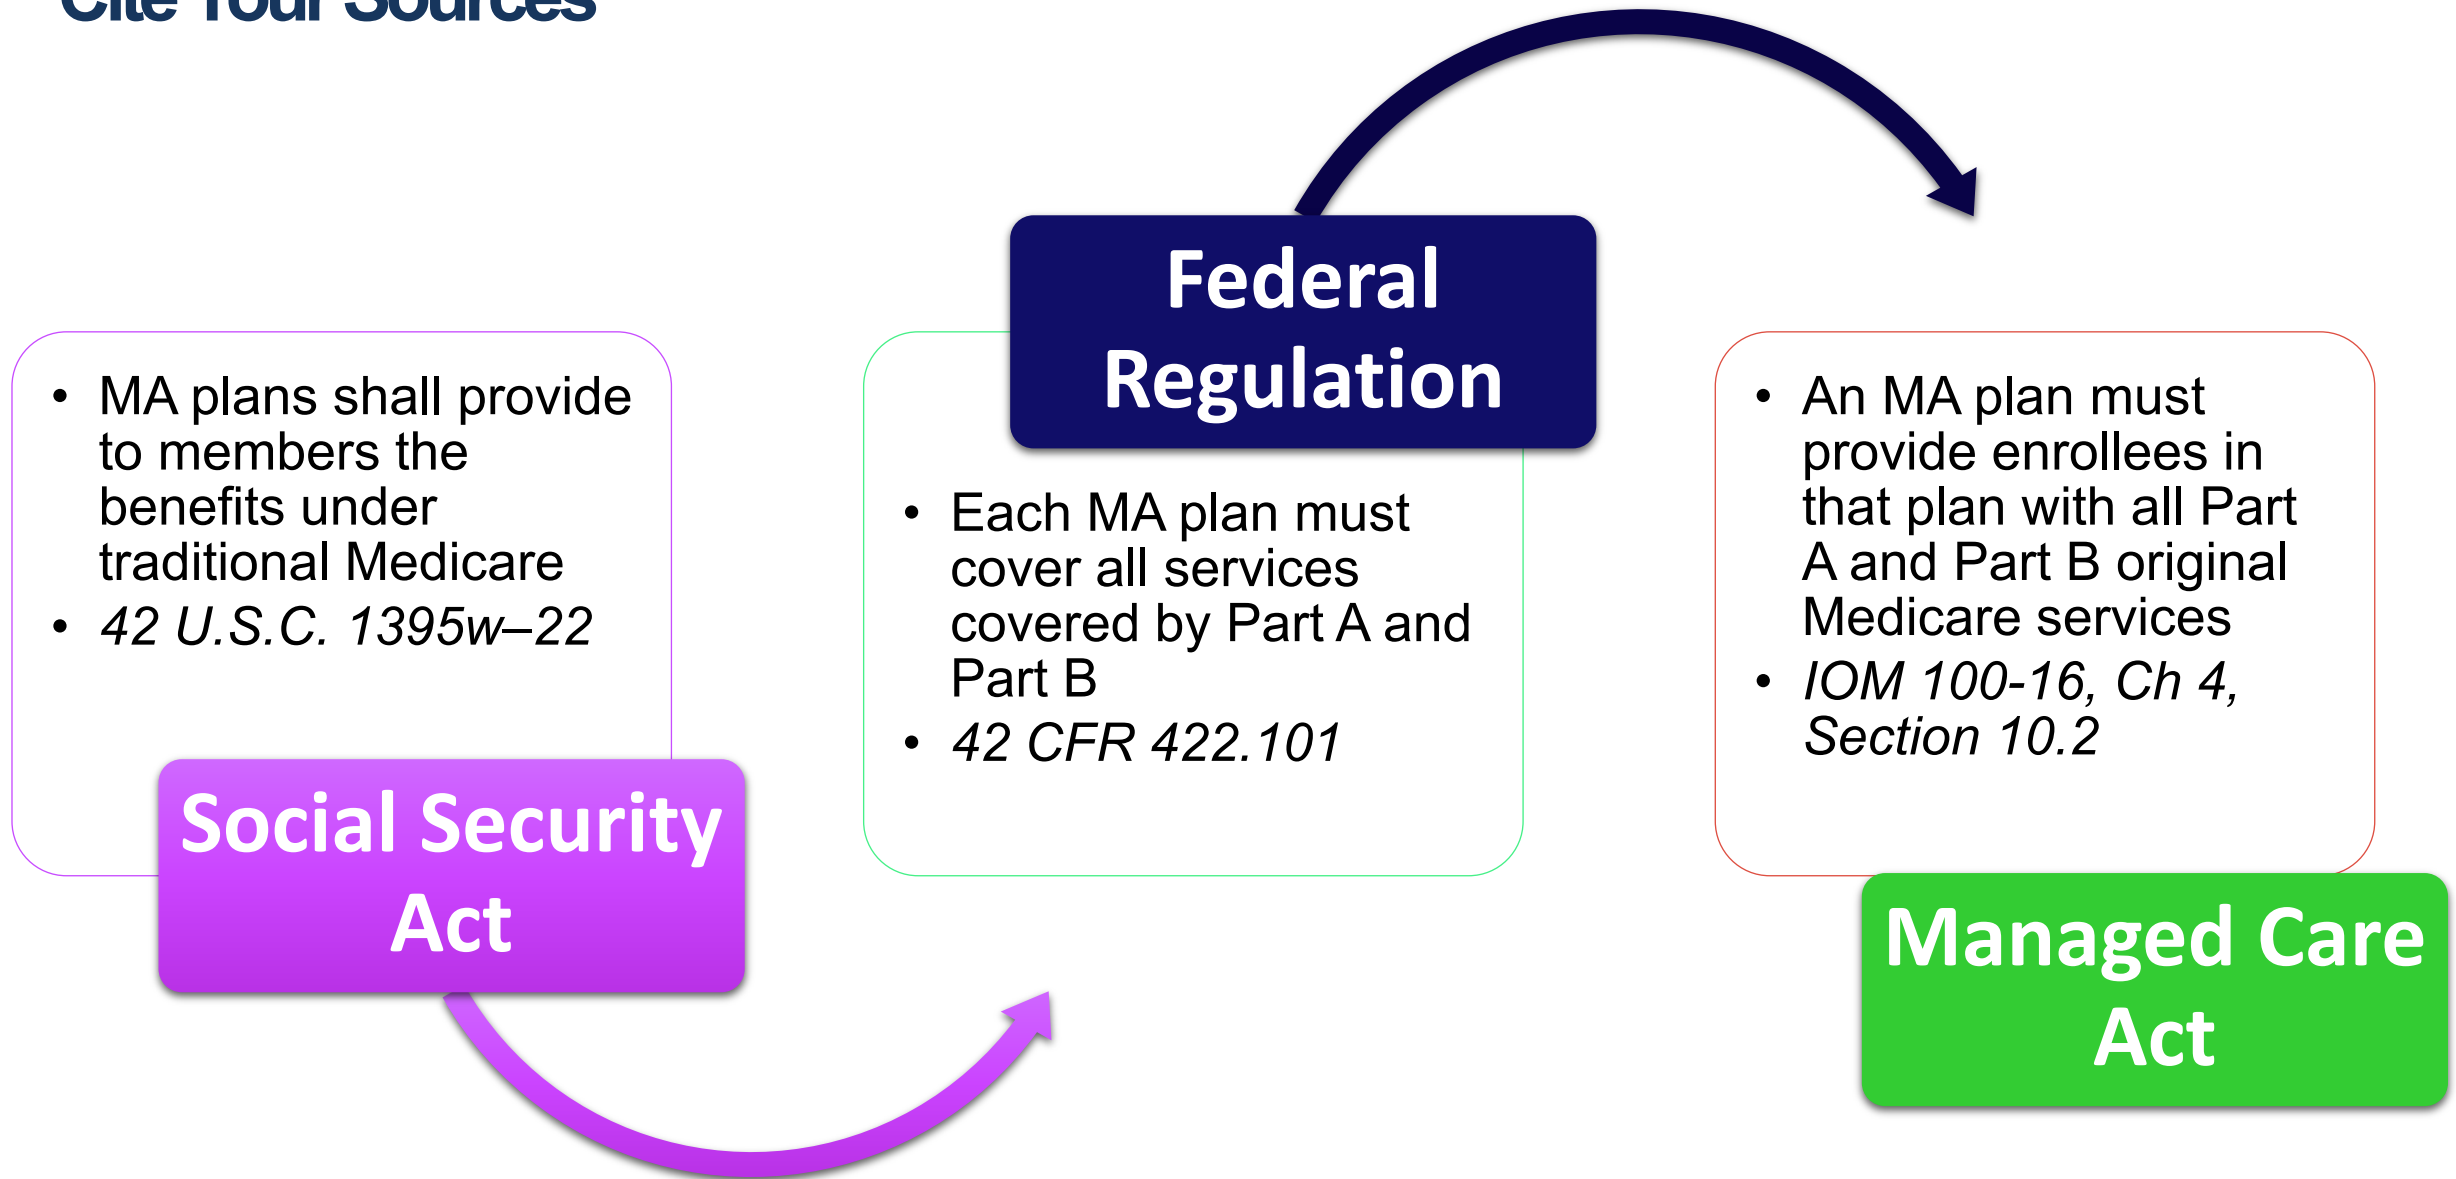 Cite Your Sources
• MA plans shall provide
to members the
benefits under
traditional Medicare
• 42 U.S.C. 1395w–22
Social Security
Act
Federal
Regulation
• Each MA plan must
cover all services
covered by Part A and
Part B
• 42 CFR 422.101
• An MA plan must
provide enrollees in
that plan with all Part
A and Part B original
Medicare services
• IOM 100-16, Ch 4,
Section 10.2
Managed Care
Act